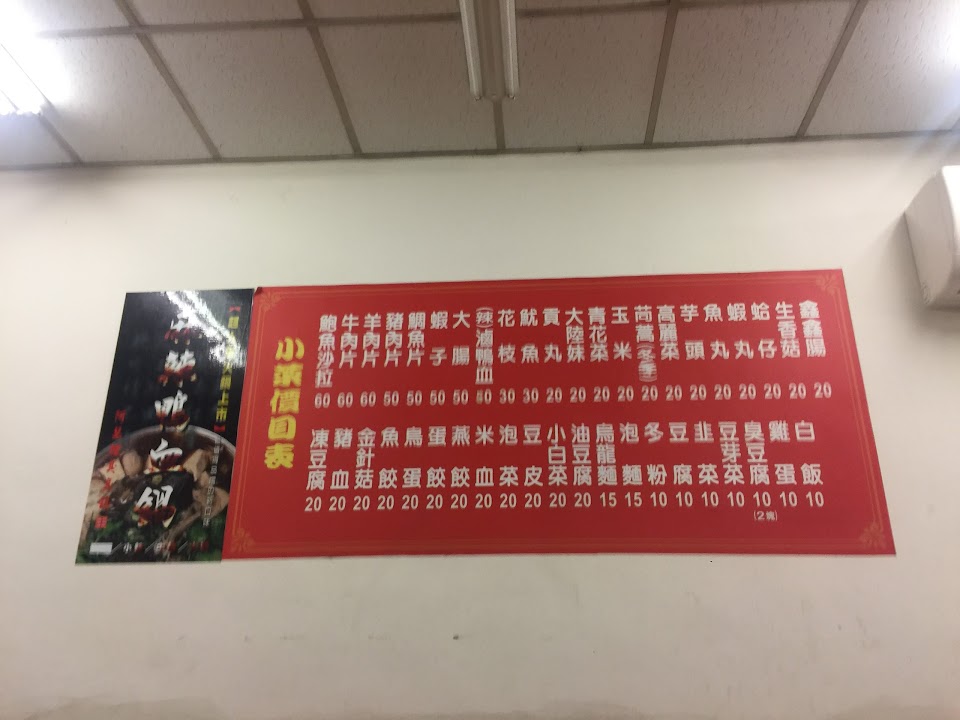 鴨血鍋
上市】
小菜價目表
鮑魚沙拉 60
牛肉片 60
羊肉片 60
豬肉片 50
鯛魚片 50
蝦子 50
大腸 50
(辣)滷鴨血 50
花枝 30
魷魚 30
貢丸 20
大陸妹 20
青花菜 20
玉米 20
茼蒿(冬季) 20
高麗菜 20
芋頭 20
魚丸 20
蝦丸 20
蛤仔 20
生香菇 20
鑫鑫腸 20
凍豆腐 20
豬血 20
金針菇 20
魚餃 20
鳥蛋 20
蛋餃 20
燕餃 20
米血 20
泡菜 20
豆皮 20
小白菜 20
油豆腐 20
烏龍麵 15
泡麵 15
冬粉 10
豆腐 10
韭菜 10
豆芽菜 10
臭豆腐 10 (2塊)
雞蛋 10
白飯 10